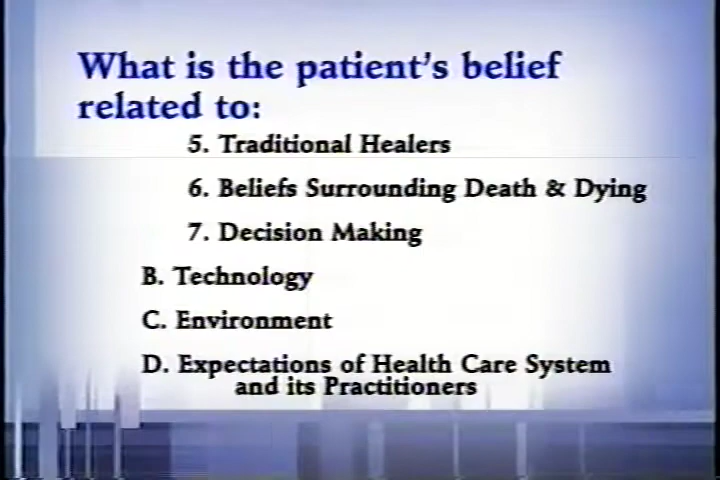 What is the patient's belief
related to:
5. Traditional Healers
6. Beliefs Surrounding Death & Dying
7. Decision Making
B. Technology
C. Environment
D. Expectations of Health Care System
and its Practitioners